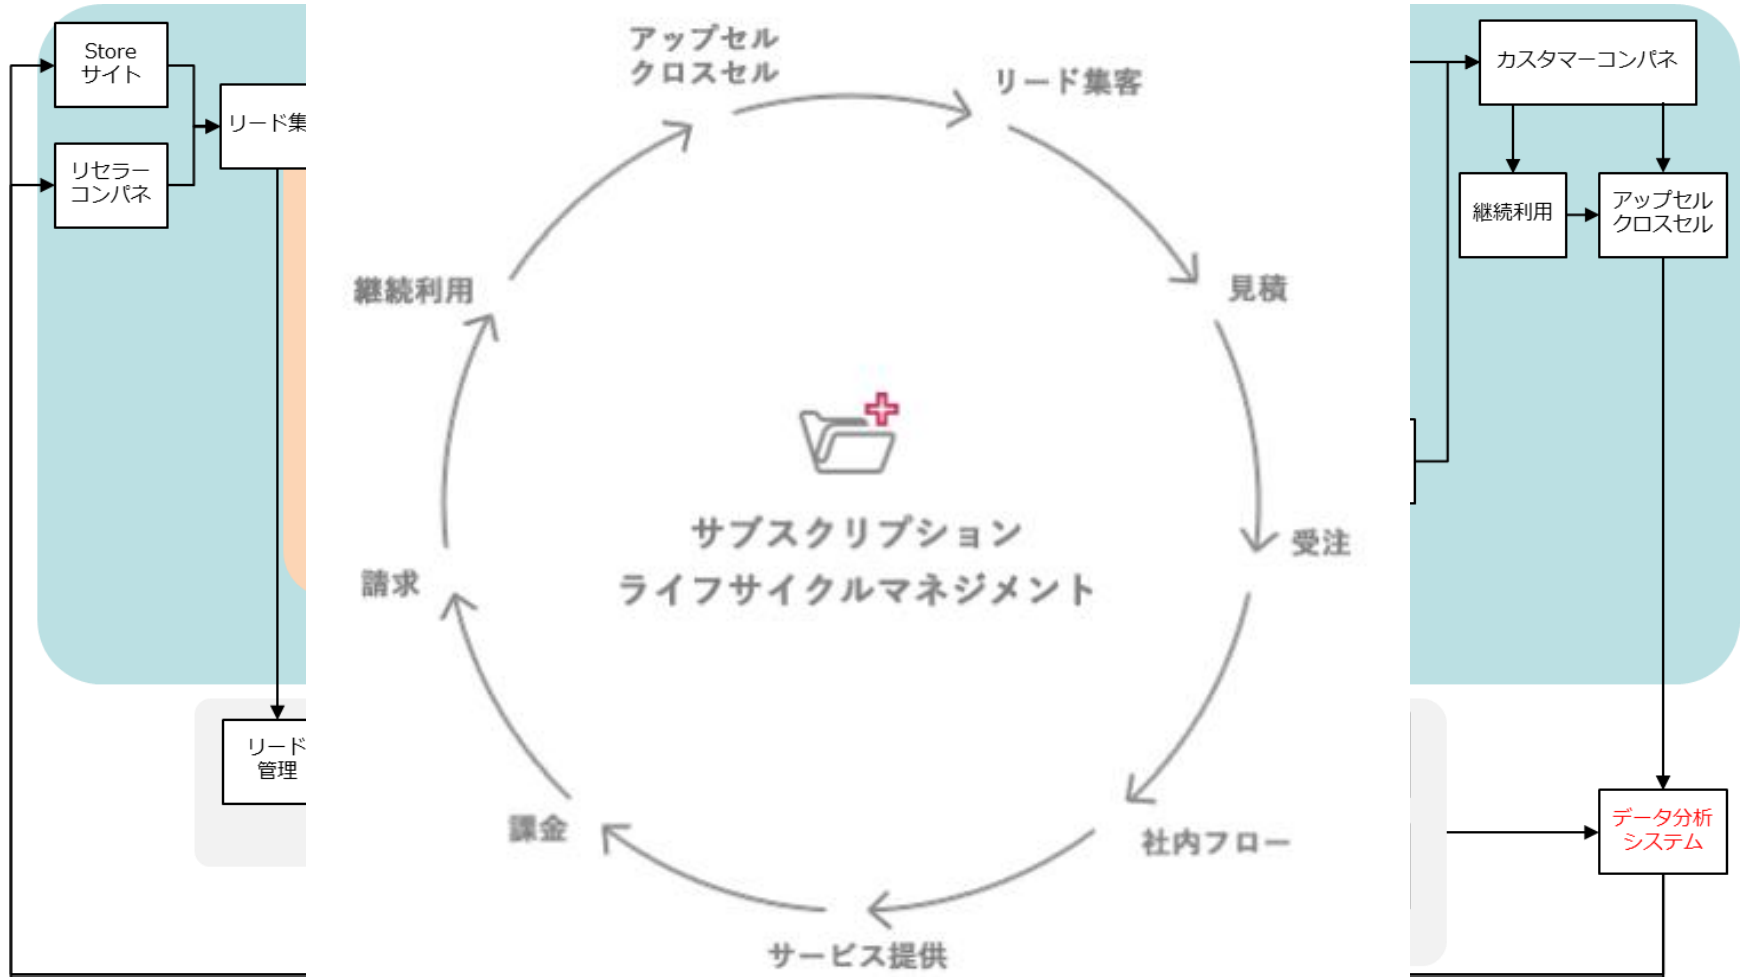 Store
サイト
リセラー
コンパネ
リード集
リード
管理
アップセル
クロスセル
リード集客
見積
受注
社内フロー
サービス提供
課金
請求
継続利用
サブスクリプション
ライフサイクルマネジメント
カスタマーコンパネ
継続利用
アップセル
クロスセル
データ分析
システム